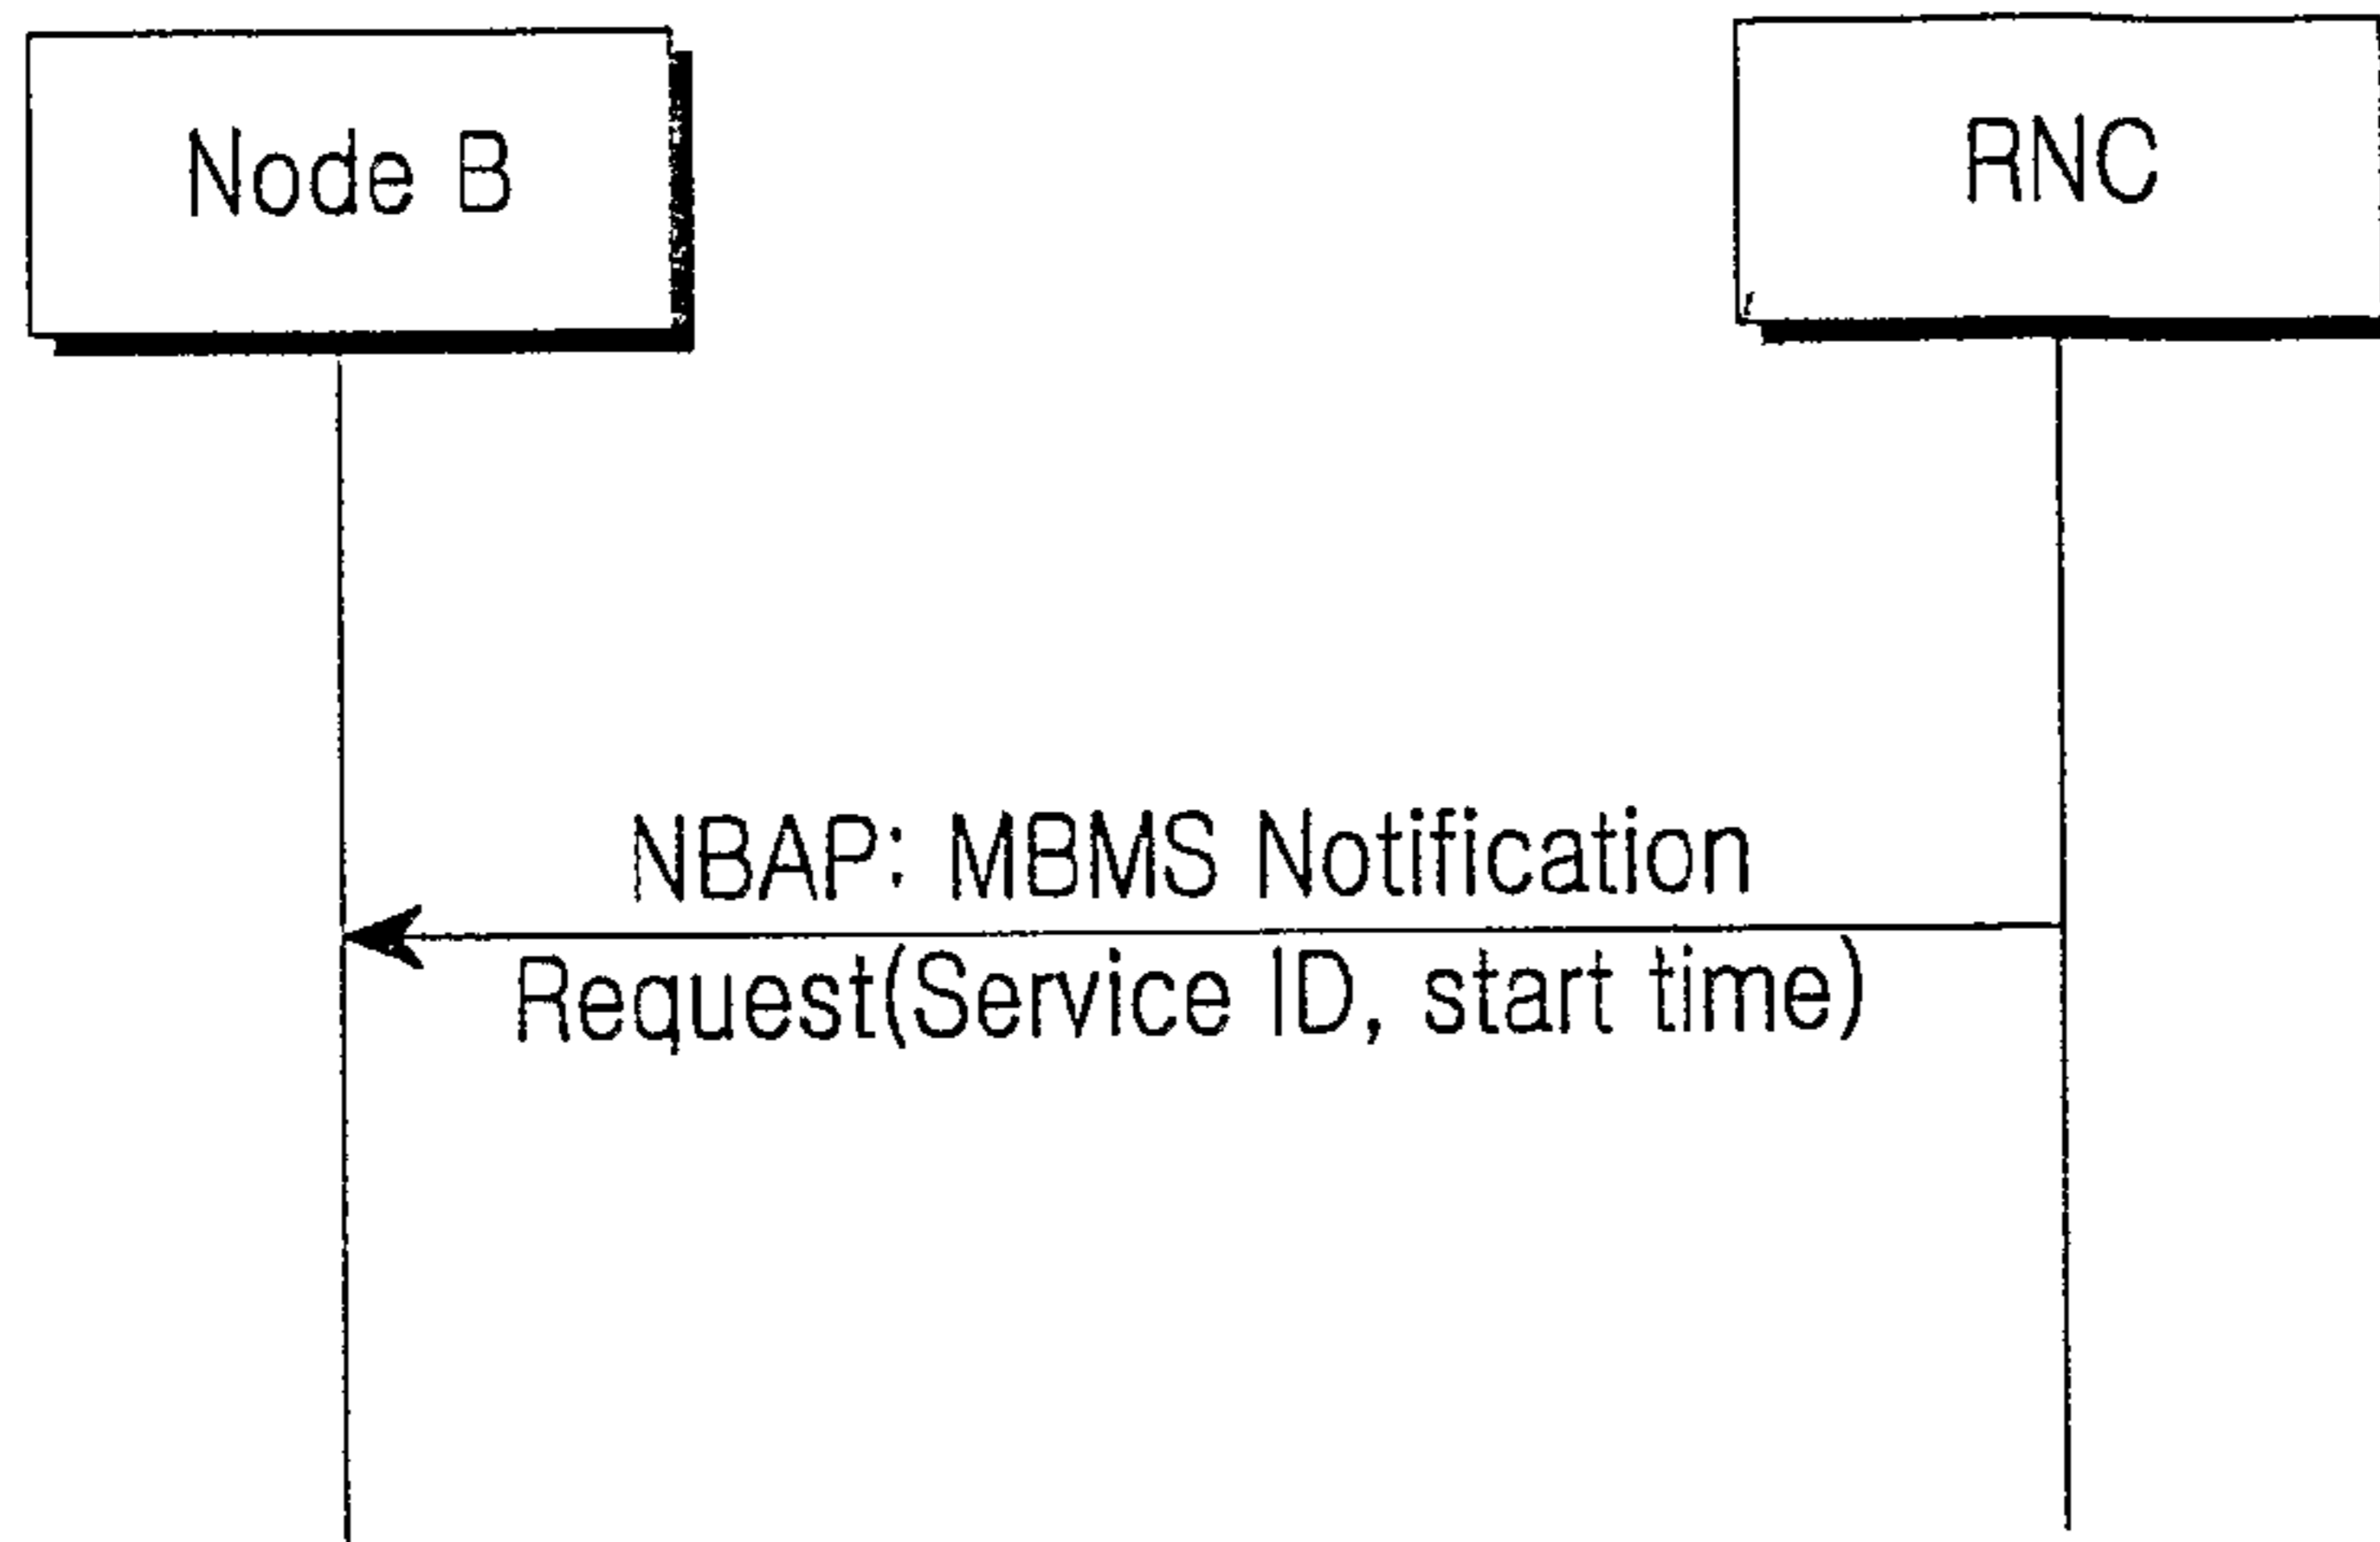 Node B
RNC
NBAP: MBMS Notification
Request(Service ID, start time)